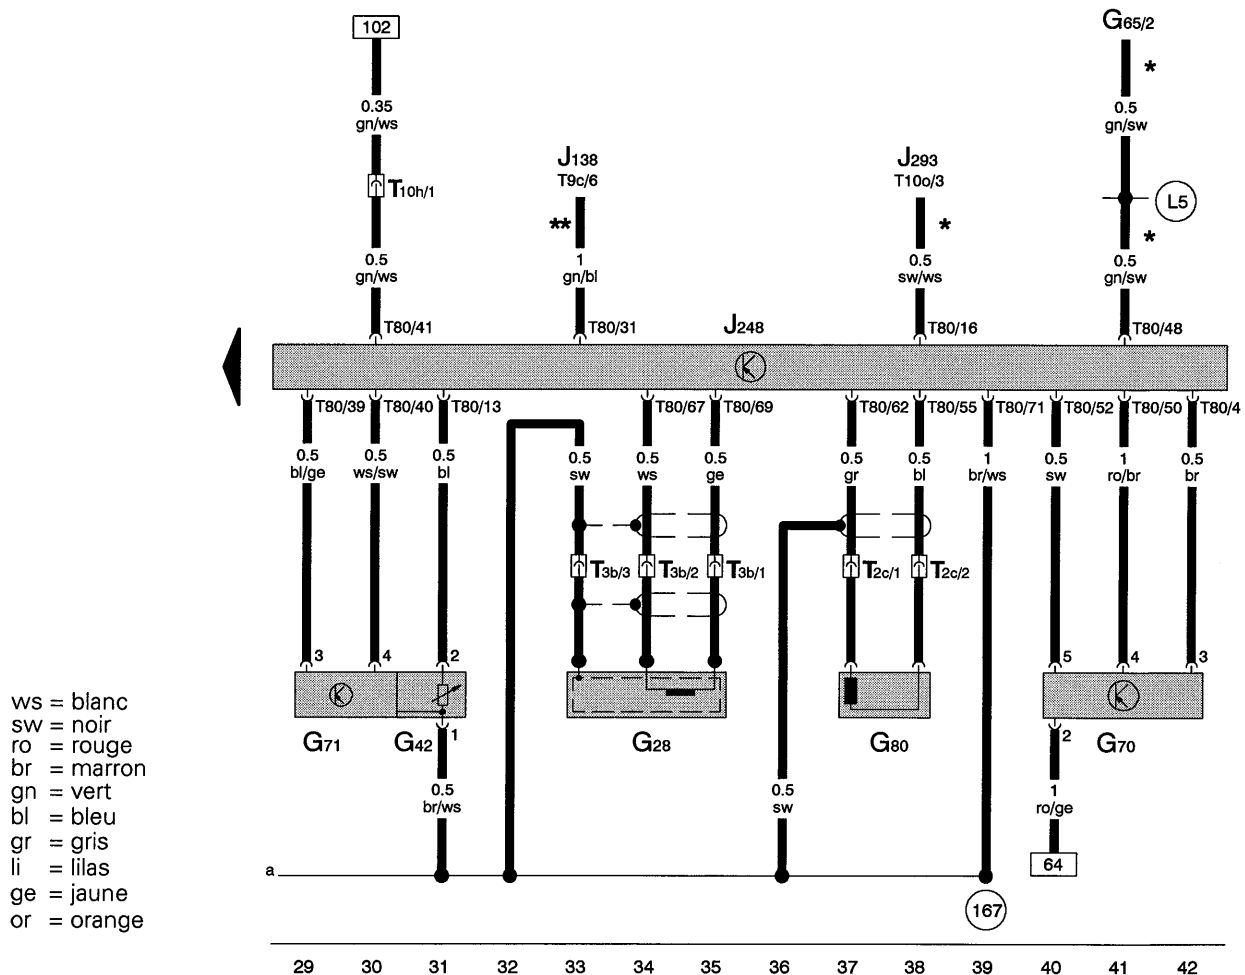 102
G65/2
*
0.35
gn/ws
0.5
gn/sw
J138
T9c/6
J293
T10o/3
T10h/1
L5
**
*
*
0.5
gn/ws
1
gn/bl
0.5
sw/ws
0.5
gn/sw
T80/41
T80/31
J248
T80/16
T80/48
T80/39
T80/40
T80/13
T80/67
T80/69
T80/62
T80/55
T80/71
T80/52
T80/50
T80/4
0.5
bl/ge
0.5
ws/sw
0.5
bl
0.5
sw
0.5
ws
0.5
ge
0.5
gr
0.5
bl
1
br/ws
0.5
sw
1
ro/br
0.5
br
T3b/3
T3b/2
T3b/1
T2c/1
T2c/2
3
4
2
5
4
3
G71
G42
1
G28
G80
2
G70
ws = blanc
sw = noir
ro = rouge
br = marron
gn = vert
bl = bleu
gr = gris
li = lilas
ge = jaune
or = orange
0.5
br/ws
0.5
sw
1
ro/ge
a
64
167
29 30 31 32 33 34 35 36 37 38 39 40 41 42